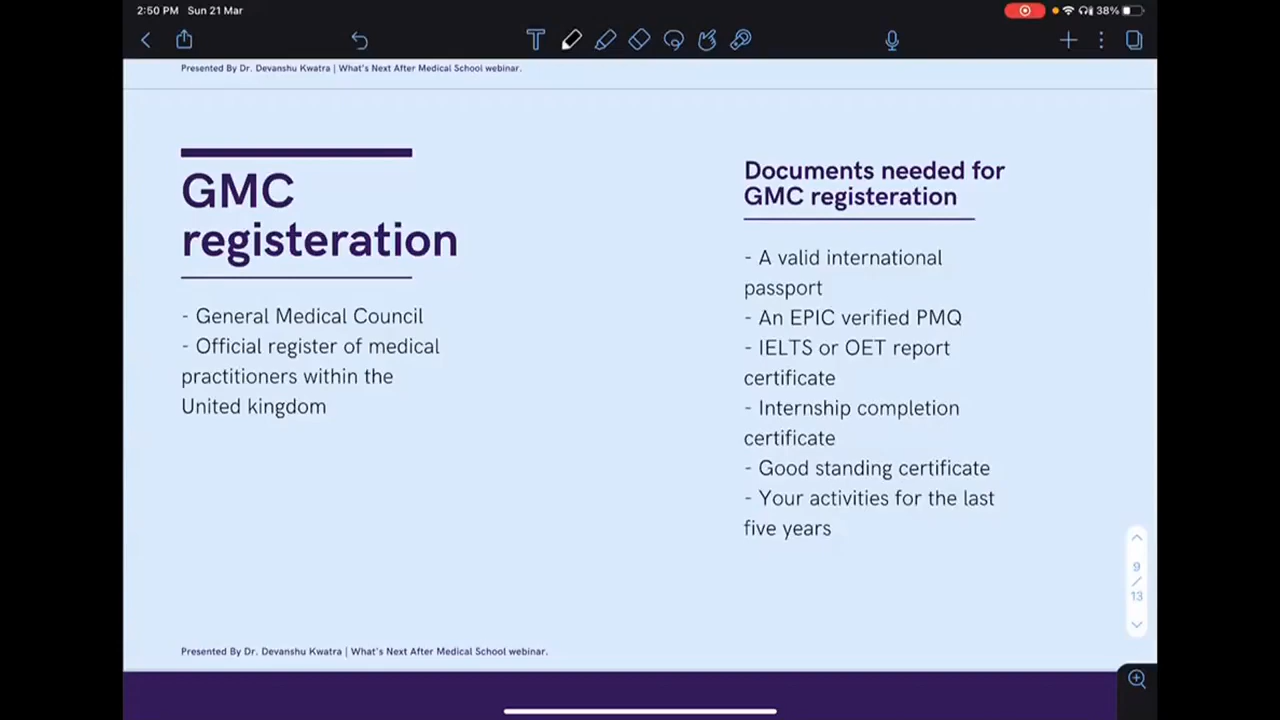 2:50 PM Sun 21 Mar
38%
Presented By Dr. Devanshu Kwatra | What's Next After Medical School webinar.
GMC
registeration
- General Medical Council
- Official register of medical
practitioners within the
United kingdom
Documents needed for
GMC registeration
- A valid international
passport
- An EPIC verified PMQ
- IELTS or OET report
certificate
- Internship completion
certificate
- Good standing certificate
- Your activities for the last
five years
9
/
13
Presented By Dr. Devanshu Kwatra | What's Next After Medical School webinar.